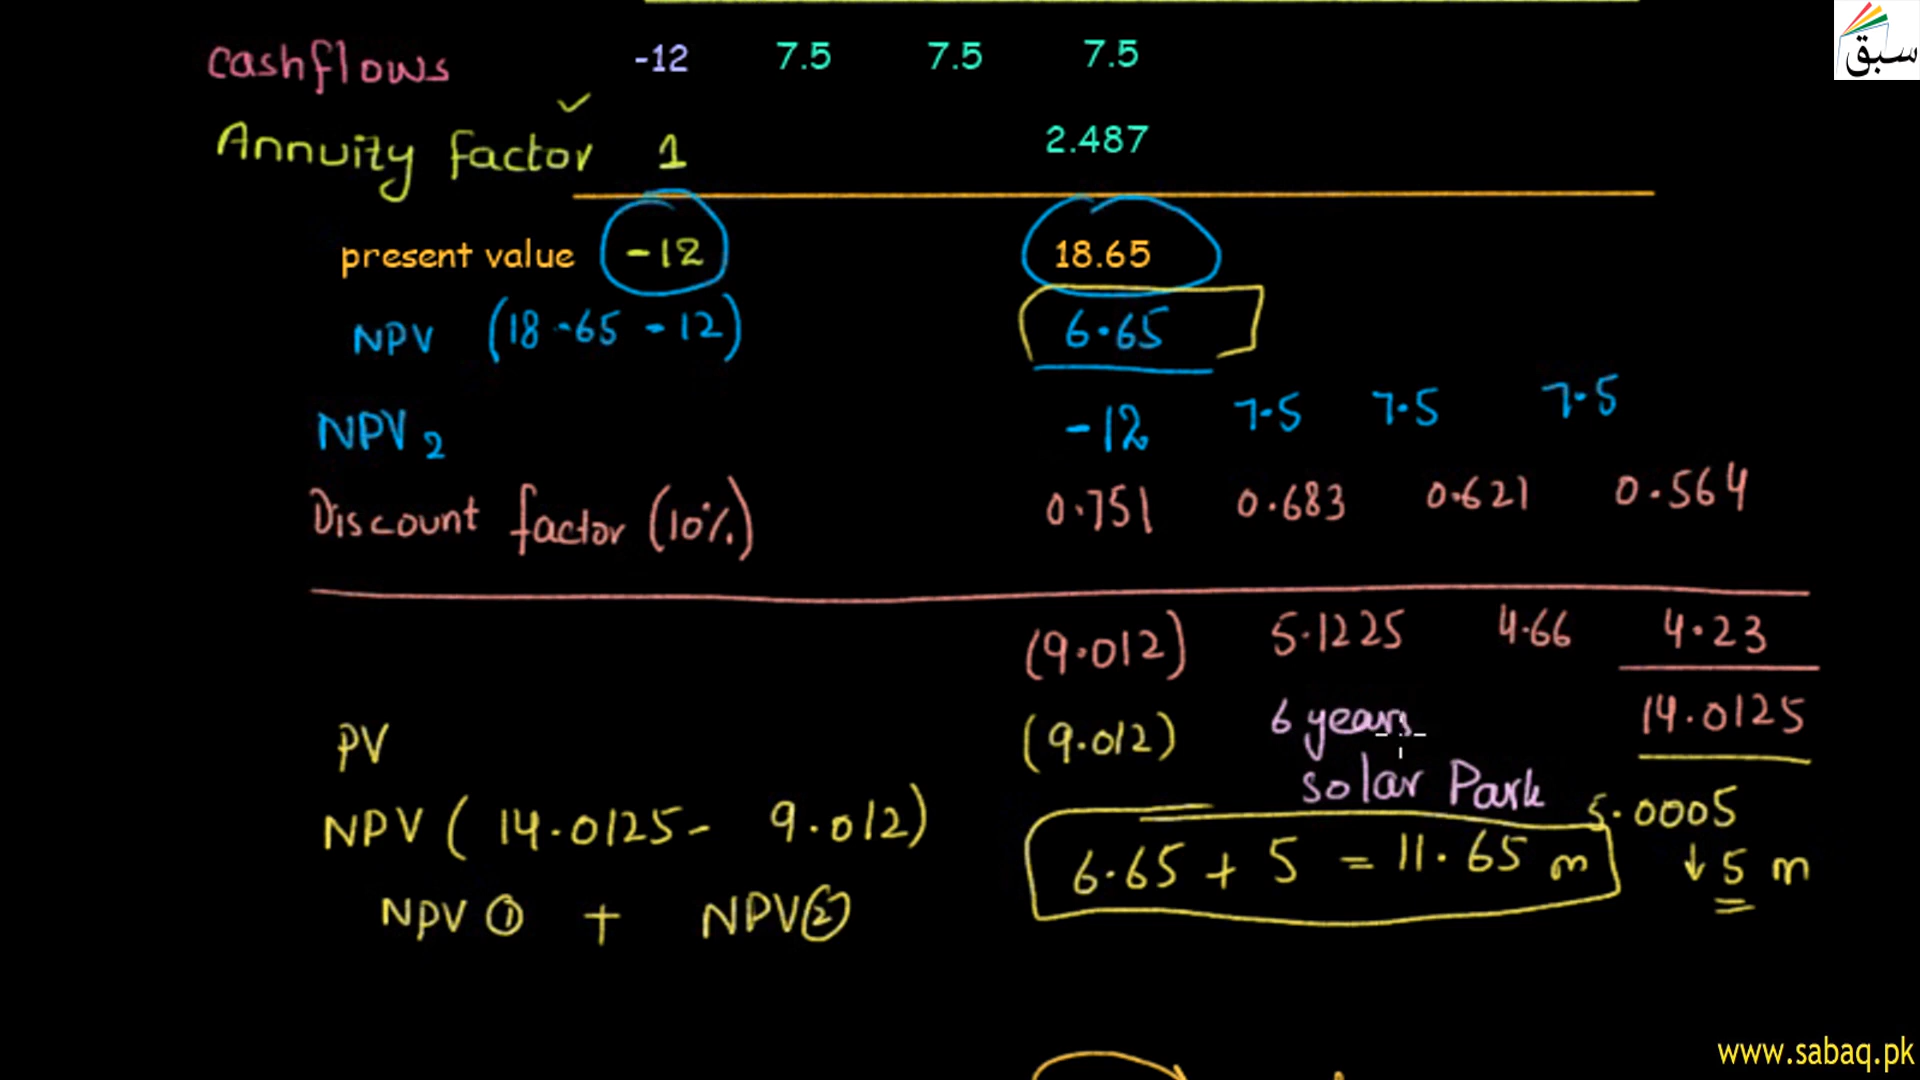 سبق
cashflows -12 7.5 7.5 7.5
Annuity factor 1 2.487
present value -12 18.65
NPV (18.65 - 12) 6.65
NPV 2 -12 7.5 7.5 7.5
Discount factor (10%) 0.751 0.683 0.621 0.564
(9.012) 5.1225 4.66 4.23
PV (9.012) 6 years 14.0125
solar Park
NPV ( 14.0125 - 9.012) 5.0005
6.65 + 5 = 11.65 m ↓ 5 m
NPV ① + NPV②
www.sabaq.pk